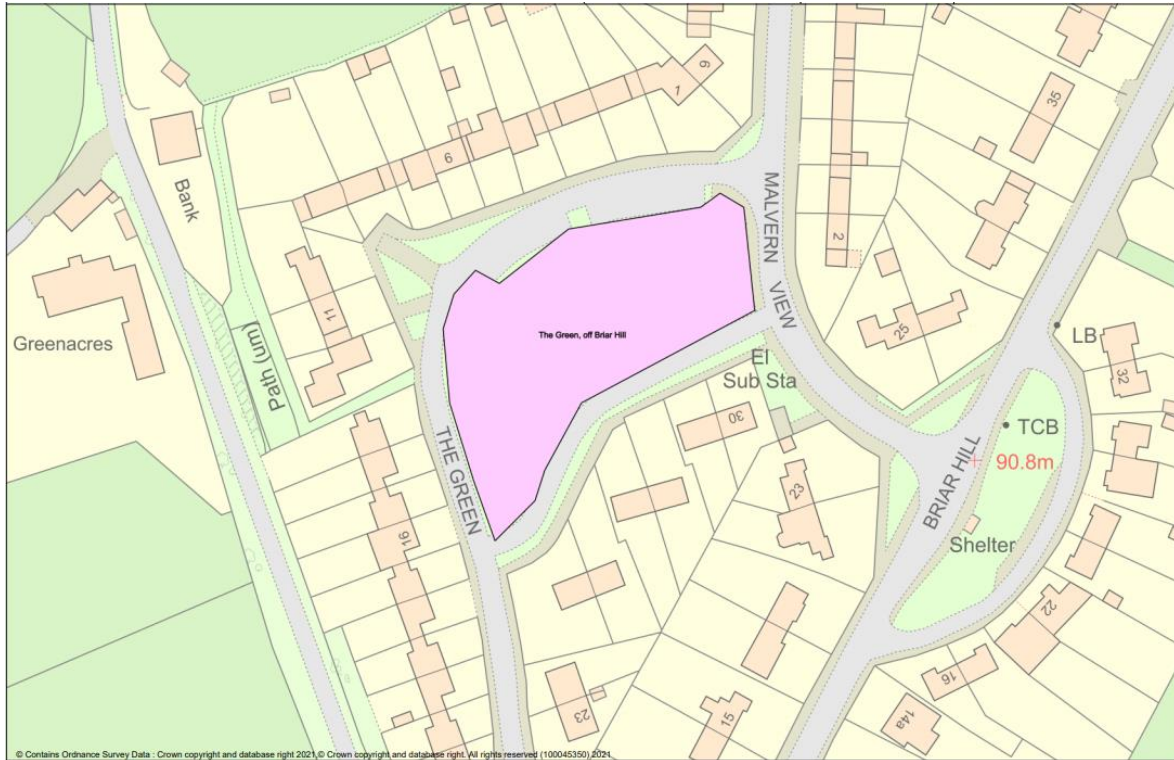 6
1
35
9
Bank
MALVERN
VIEW
2
11
Greenacres
Path (um)
The Green, off Briar Hill
25
LB
32
El
Sub Sta
TCB
90.8m
30
THE GREEN
BRIAR HILL
16
23
Shelter
22
16
23
15
14a
© Contains Ordnance Survey Data : Crown copyright and database right 2021,© Crown copyright and database right. All rights reserved (100045350) 2021